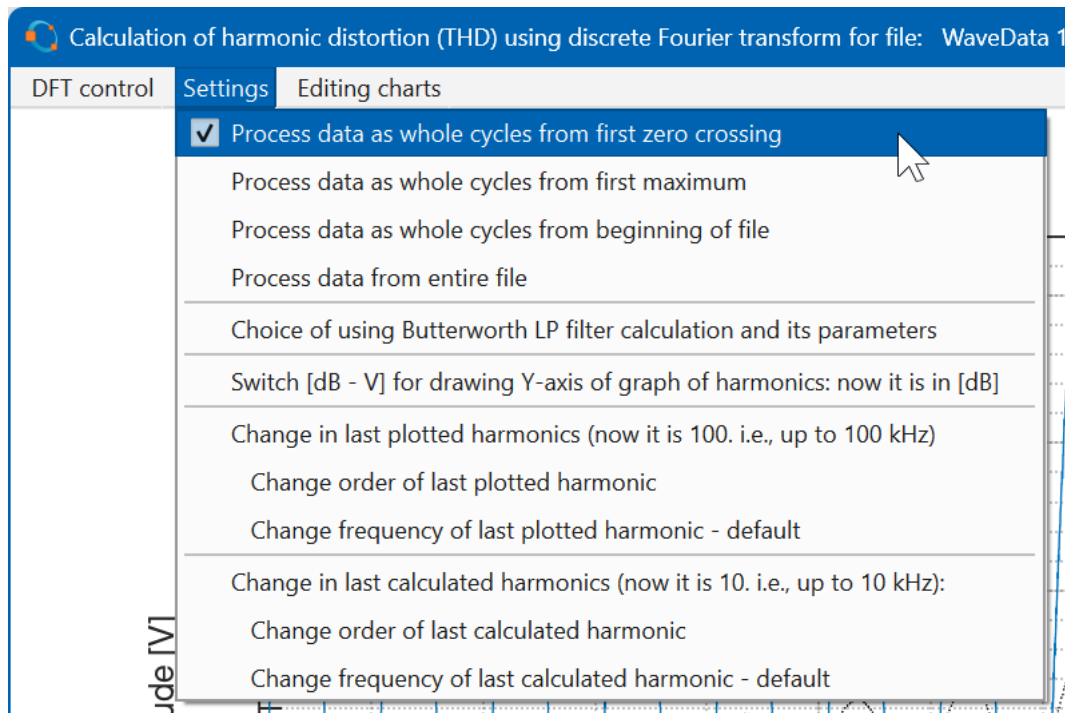 Calculation of harmonic distortion (THD) using discrete Fourier transform for file: WaveData 1
DFT control Settings Editing charts
Process data as whole cycles from first zero crossing
Process data as whole cycles from first maximum
Process data as whole cycles from beginning of file
Process data from entire file
Choice of using Butterworth LP filter calculation and its parameters
Switch [dB - V] for drawing Y-axis of graph of harmonics: now it is in [dB]
Change in last plotted harmonics (now it is 100. i.e., up to 100 kHz)
Change order of last plotted harmonic
Change frequency of last plotted harmonic - default
Change in last calculated harmonics (now it is 10. i.e., up to 10 kHz):
Change order of last calculated harmonic
Change frequency of last calculated harmonic - default
[V]